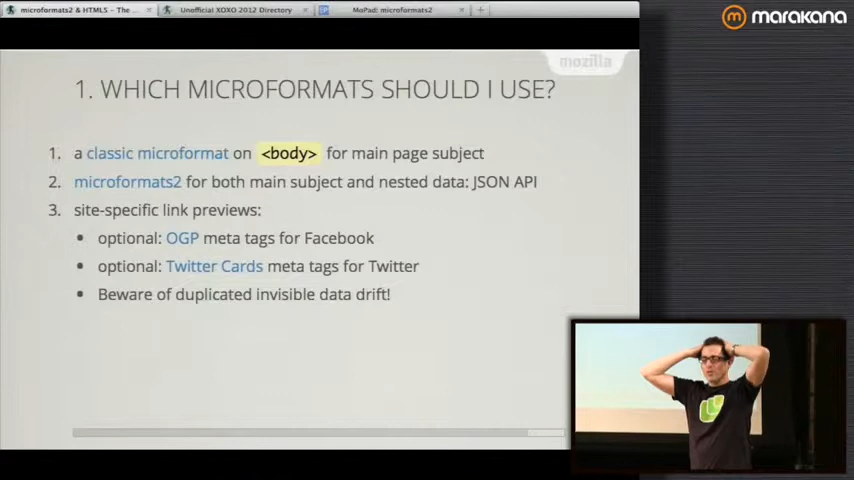 microformats2 & HTML5 – The ...
Unofficial XOXO 2012 Directory
MoPad: microformats2
marakana
mozilla
1. WHICH MICROFORMATS SHOULD I USE?
1. a classic microformat on <body> for main page subject
2. microformats2 for both main subject and nested data: JSON API
3. site-specific link previews:
• optional: OGP meta tags for Facebook
• optional: Twitter Cards meta tags for Twitter
• Beware of duplicated invisible data drift!